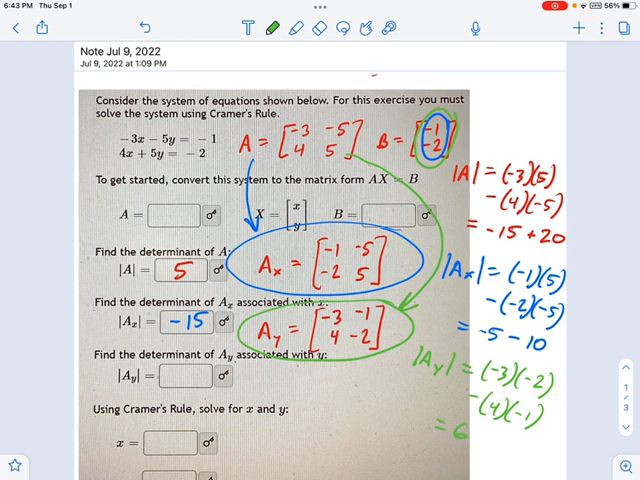 6:43 PM Thu Sep 1
56%
Note Jul 9, 2022
Jul 9, 2022 at 1:09 PM
Consider the system of equations shown below. For this exercise you must
solve the system using Cramer's Rule.
−3x − 5y = − 1
4x + 5y = − 2
A = [-3 -5
4 5]
B = [-1
-2]
To get started, convert this system to the matrix form AX = B
A =
X = [x
y]
B =
Find the determinant of A:
|A| = 5
Ax = [-1 -5
-2 5]
Find the determinant of Ax associated with x:
|Ax| = -15
Ay = [-3 -1
4 -2]
Find the determinant of Ay associated with y:
|Ay| =
Using Cramer's Rule, solve for x and y:
x =
|A| = (-3)(5)
- (4)(-5)
= -15 + 20
|Ax| = (-1)(5)
- (-2)(-5)
= -5 - 10
|Ay| = (-3)(-2)
- (4)(-1)
= 6
1
3